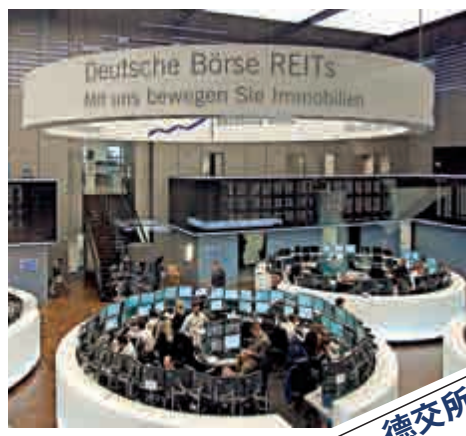 Deutsche Börse REITs
Mit uns bewegen Sie Immobilien
德交所